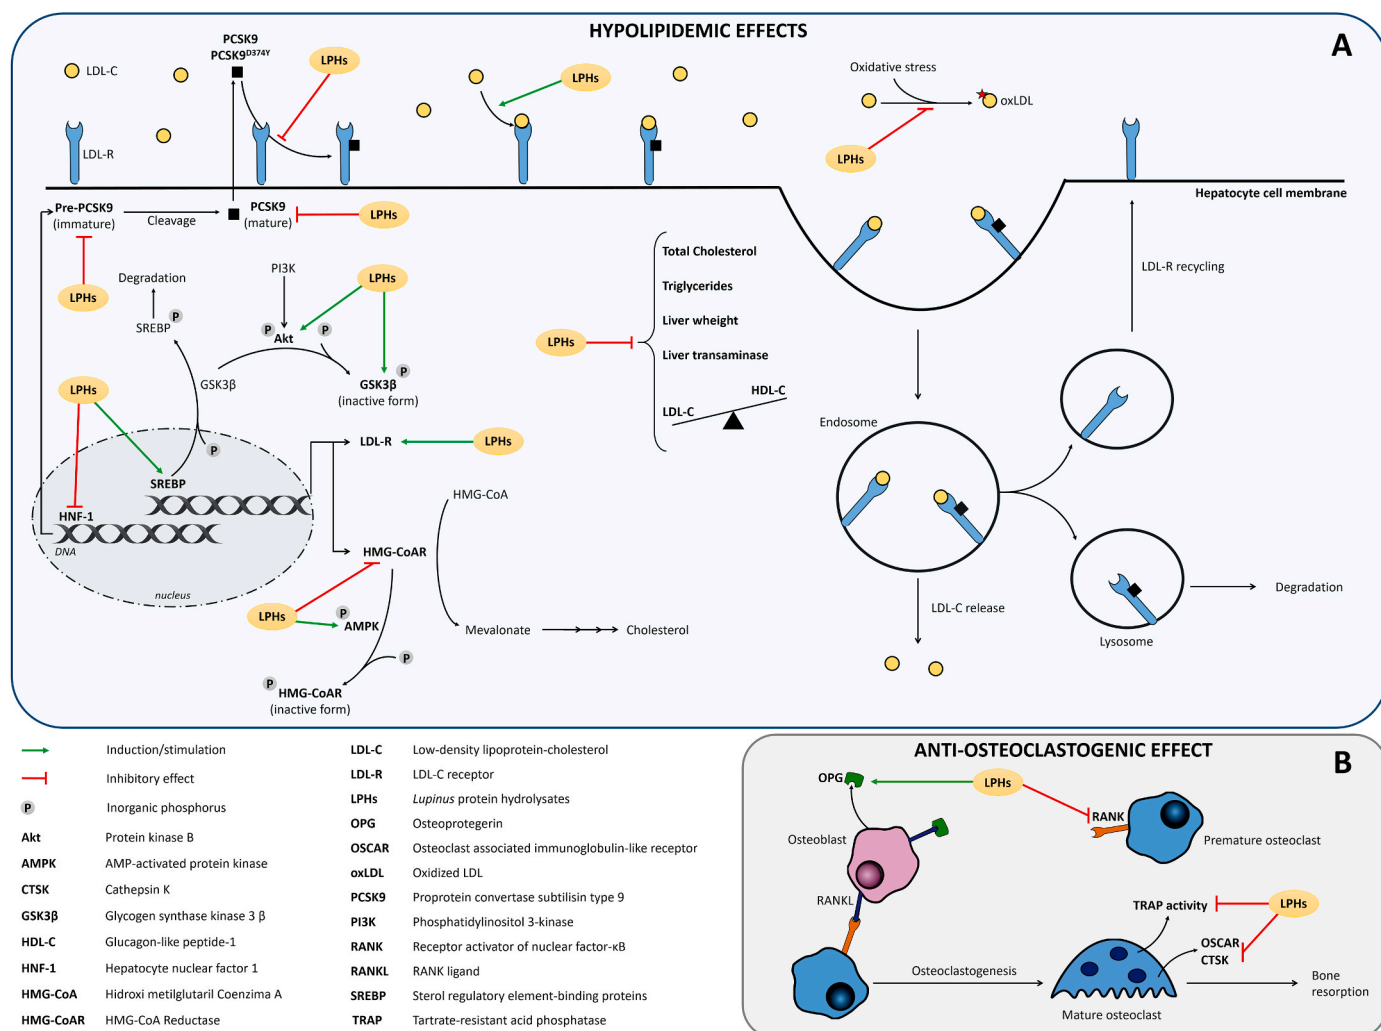 HYPOLIPIDEMIC EFFECTS
A
PCSK9
PCSK9D374Y
LPHs
LDL-C
LDL-R
LPHs
Oxidative stress
oxLDL
LPHs
Hepatocyte cell membrane
Pre-PCSK9
(immature)
Cleavage
PCSK9
(mature)
LPHs
LPHs
Degradation
P
SREBP
PI3K
LPHs
P
Akt
P
GSK3β
P
GSK3β
(inactive form)
LPHs
P
SREBP
HNF-1
DNA
nucleus
LDL-R
LPHs
HMG-CoA
HMG-CoAR
LPHs
P
AMPK
P
P
HMG-CoAR
(inactive form)
Mevalonate
Cholesterol
LPHs
Total Cholesterol
Triglycerides
Liver wheight
Liver transaminase
HDL-C
LDL-C
Endosome
LDL-C release
LDL-R recycling
Lysosome
Degradation
Induction/stimulation
Inhibitory effect
P Inorganic phosphorus
Akt Protein kinase B
AMPK AMP-activated protein kinase
CTSK Cathepsin K
GSK3β Glycogen synthase kinase 3 β
HDL-C Glucagon-like peptide-1
HNF-1 Hepatocyte nuclear factor 1
HMG-CoA Hidroxi metilglutaril Coenzima A
HMG-CoAR HMG-CoA Reductase
LDL-C Low-density lipoprotein-cholesterol
LDL-R LDL-C receptor
LPHs Lupinus protein hydrolysates
OPG Osteoprotegerin
OSCAR Osteoclast associated immunoglobulin-like receptor
oxLDL Oxidized LDL
PCSK9 Proprotein convertase subtilisin type 9
PI3K Phosphatidylinositol 3-kinase
RANK Receptor activator of nuclear factor-κB
RANKL RANK ligand
SREBP Sterol regulatory element-binding proteins
TRAP Tartrate-resistant acid phosphatase
ANTI-OSTEOCLASTOGENIC EFFECT
B
OPG
LPHs
RANK
Premature osteoclast
Osteoblast
RANKL
TRAP activity
LPHs
OSCAR
CTSK
Osteoclastogenesis
Mature osteoclast
Bone
resorption